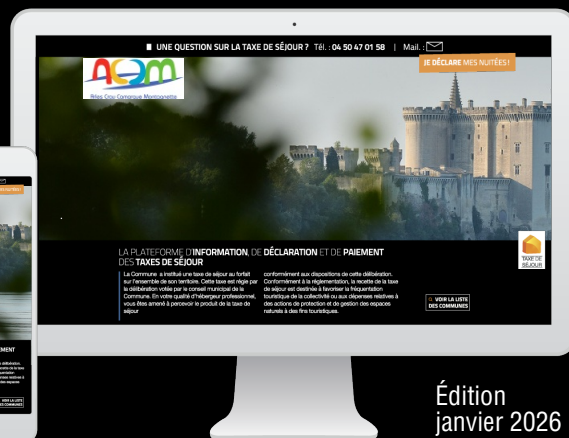 UNE QUESTION SUR LA TAXE DE SÉJOUR ? Tél. : 04 50 47 01 58 | Mail. :
JE DÉCLARE MES NUITÉES !
ACCM
Arles Crau Camargue Montagnette
LA PLATEFORME D'INFORMATION, DE DÉCLARATION ET DE PAIEMENT
DES TAXES DE SÉJOUR
La Commune a institué une taxe de séjour au forfait
sur l'ensemble de son territoire. Cette taxe est régie par
la délibération votée par le conseil municipal de la
Commune. En votre qualité d'hébergeur professionnel,
vous êtes amené à percevoir le produit de la taxe de
séjour
conformément aux dispositions de cette délibération.
Conformément à la réglementation, la recette de la taxe
de séjour est destinée à favoriser la fréquentation
touristique de la collectivité ou aux dépenses relatives à
des actions de protection et de gestion des espaces
naturels à des fins touristiques.
TAXE DE
SÉJOUR
VOIR LA LISTE
DES COMMUNES
VOIR LA LISTE
DES COMMUNES
Édition
janvier 2026